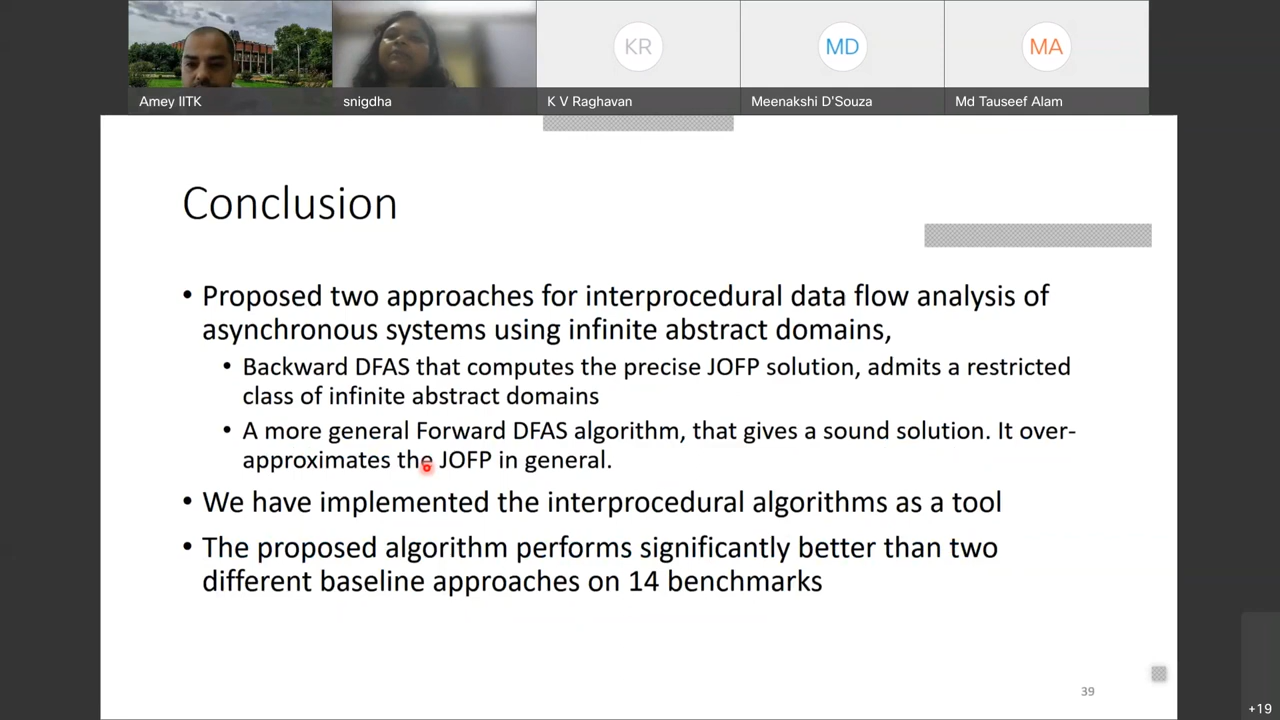 KR
MD
MA
Amey IITK
snigdha
K V Raghavan
Meenakshi D'Souza
Md Tauseef Alam
Conclusion
• Proposed two approaches for interprocedural data flow analysis of
asynchronous systems using infinite abstract domains,
• Backward DFAS that computes the precise JOFP solution, admits a restricted
class of infinite abstract domains
• A more general Forward DFAS algorithm, that gives a sound solution. It over-
approximates the JOFP in general.
• We have implemented the interprocedural algorithms as a tool
• The proposed algorithm performs significantly better than two
different baseline approaches on 14 benchmarks
39
+19